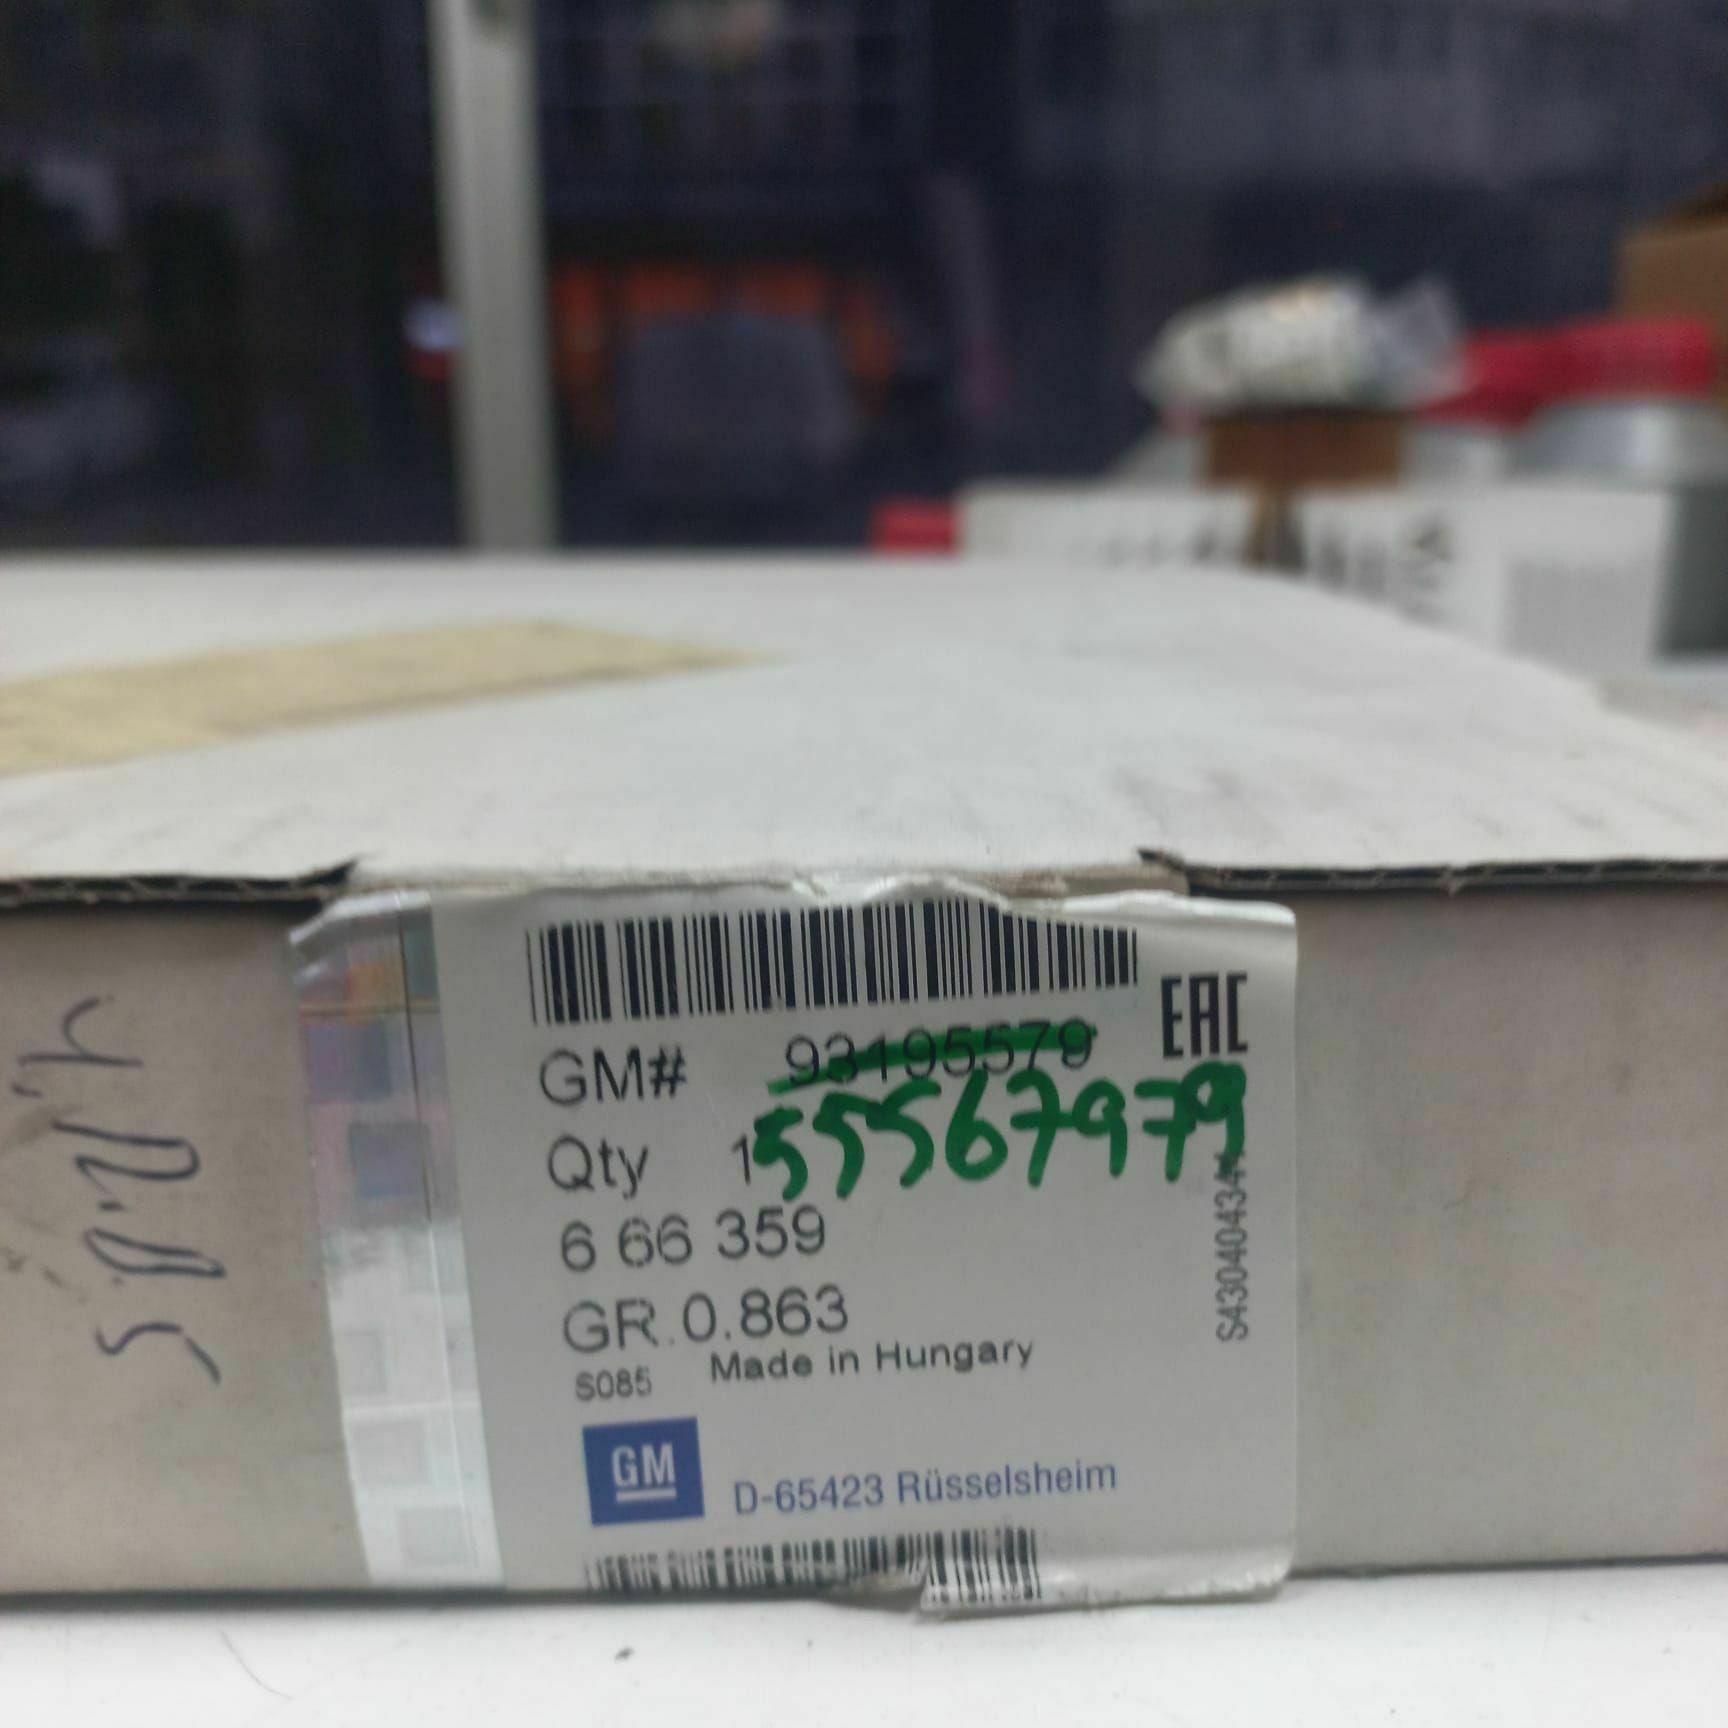 GM# 93195579
EAC
55567979
Qty 1
6 66 359
GR.0.863
S085 Made in Hungary
GM
D-65423 Rüsselsheim